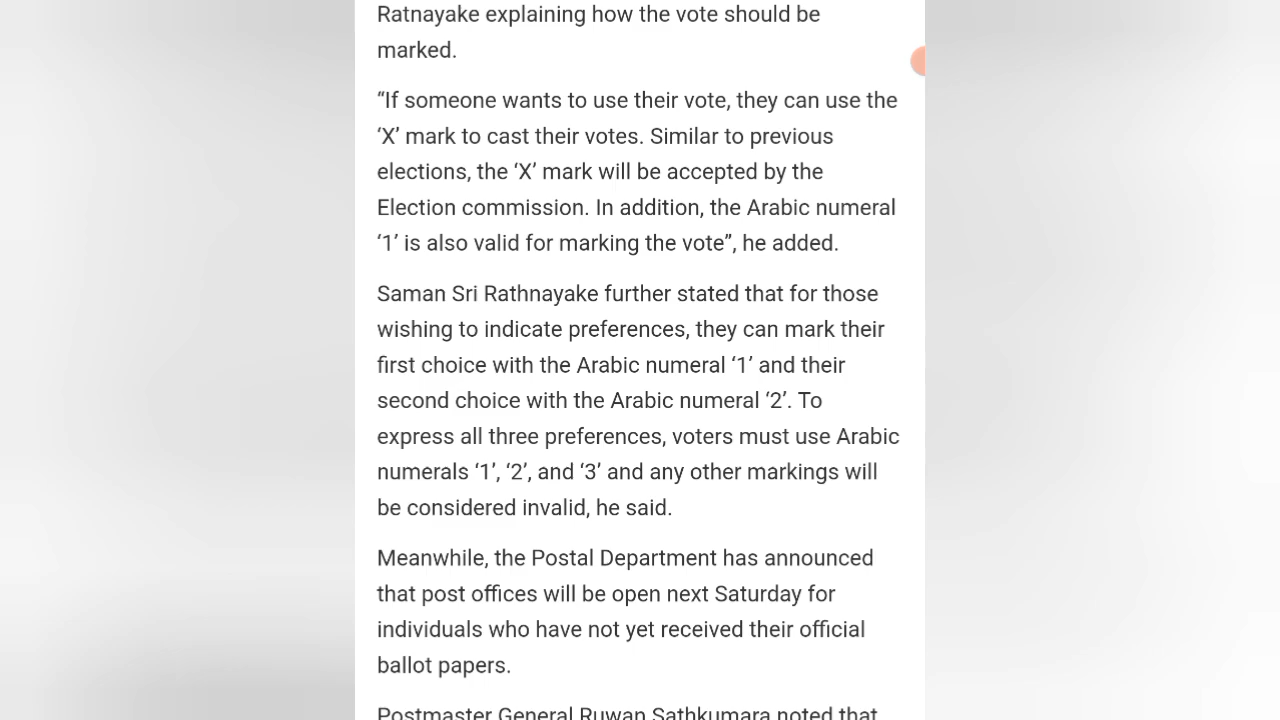 Ratnayake explaining how the vote should be
marked.
“If someone wants to use their vote, they can use the
‘X’ mark to cast their votes. Similar to previous
elections, the ‘X’ mark will be accepted by the
Election commission. In addition, the Arabic numeral
‘1’ is also valid for marking the vote”, he added.
Saman Sri Rathnayake further stated that for those
wishing to indicate preferences, they can mark their
first choice with the Arabic numeral ‘1’ and their
second choice with the Arabic numeral ‘2’. To
express all three preferences, voters must use Arabic
numerals ‘1’, ‘2’, and ‘3’ and any other markings will
be considered invalid, he said.
Meanwhile, the Postal Department has announced
that post offices will be open next Saturday for
individuals who have not yet received their official
ballot papers.
Postmaster General Ruwan Sathkumara noted that